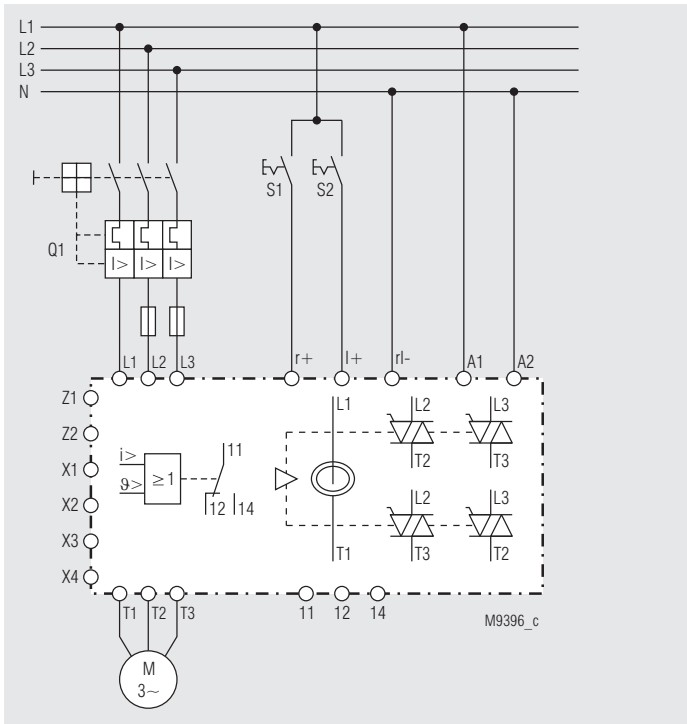 L1
L2
L3
N
S1 S2
Q1
I> I> I>
L1 L2 L3 r+ l+ rl- A1 A2
Z1
Z2
X1
X2
X3
X4
i>
ϑ>
≥1
11
12 14
L1
L2 L3
T2 T3
L2 L3
T1 T3 T2
T1 T2 T3 11 12 14
M9396_c
M
3~